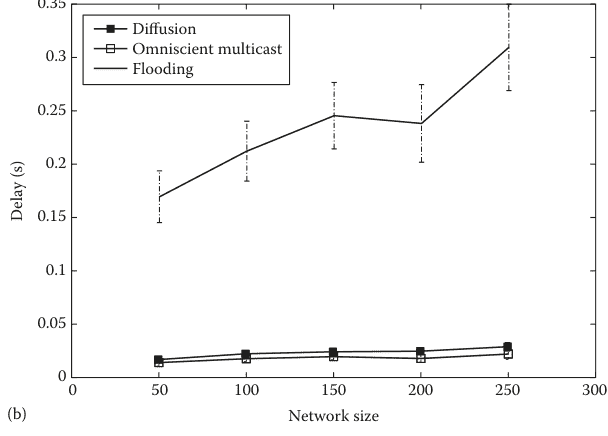 0.35
0.3
0.25
0.2
0.15
0.1
0.05
0
Delay (s)
Diffusion
Omniscient multicast
Flooding
0 50 100 150 200 250 300
Network size
(b)